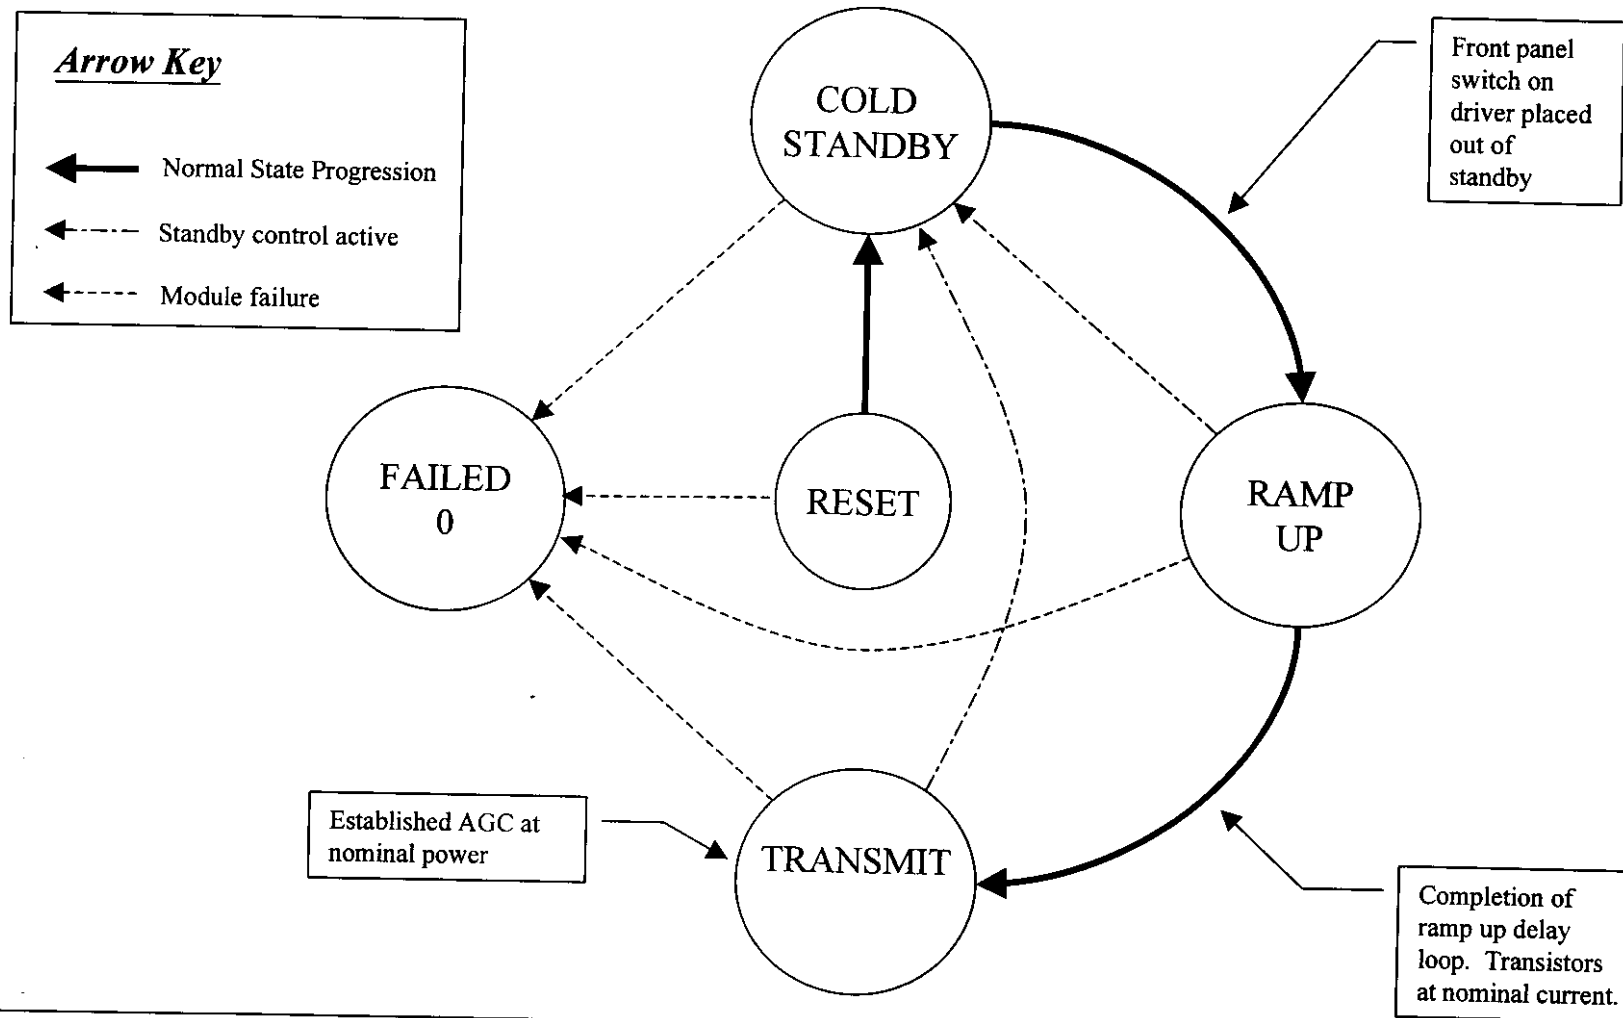 Arrow Key
Normal State Progression
Standby control active
Module failure
COLD
STANDBY
Front panel
switch on
driver placed
out of
standby
FAILED
0
RESET
RAMP
UP
Established AGC at
nominal power
TRANSMIT
Completion of
ramp up delay
loop. Transistors
at nominal current.